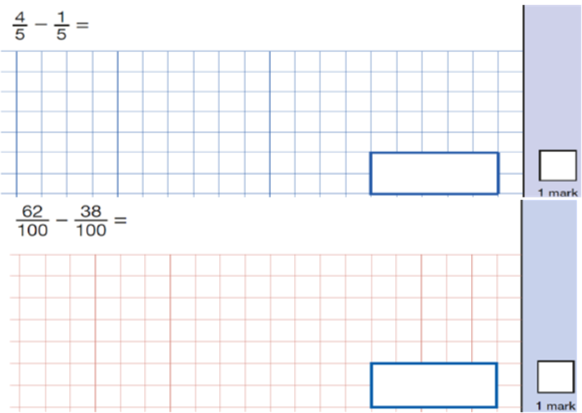 4/5 − 1/5 =
1 mark
62/100 − 38/100 =
1 mark